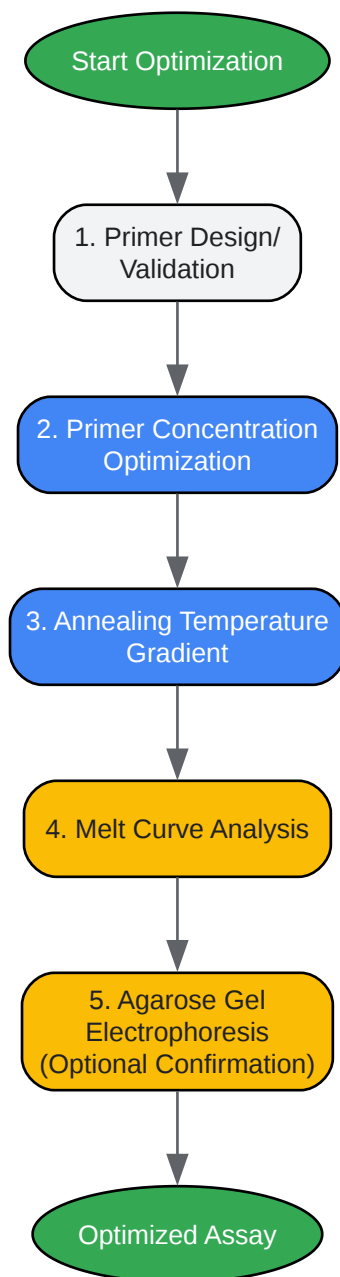 Start Optimization
1. Primer Design/
Validation
2. Primer Concentration
Optimization
3. Annealing Temperature
Gradient
4. Melt Curve Analysis
5. Agarose Gel
Electrophoresis
(Optional Confirmation)
Optimized Assay